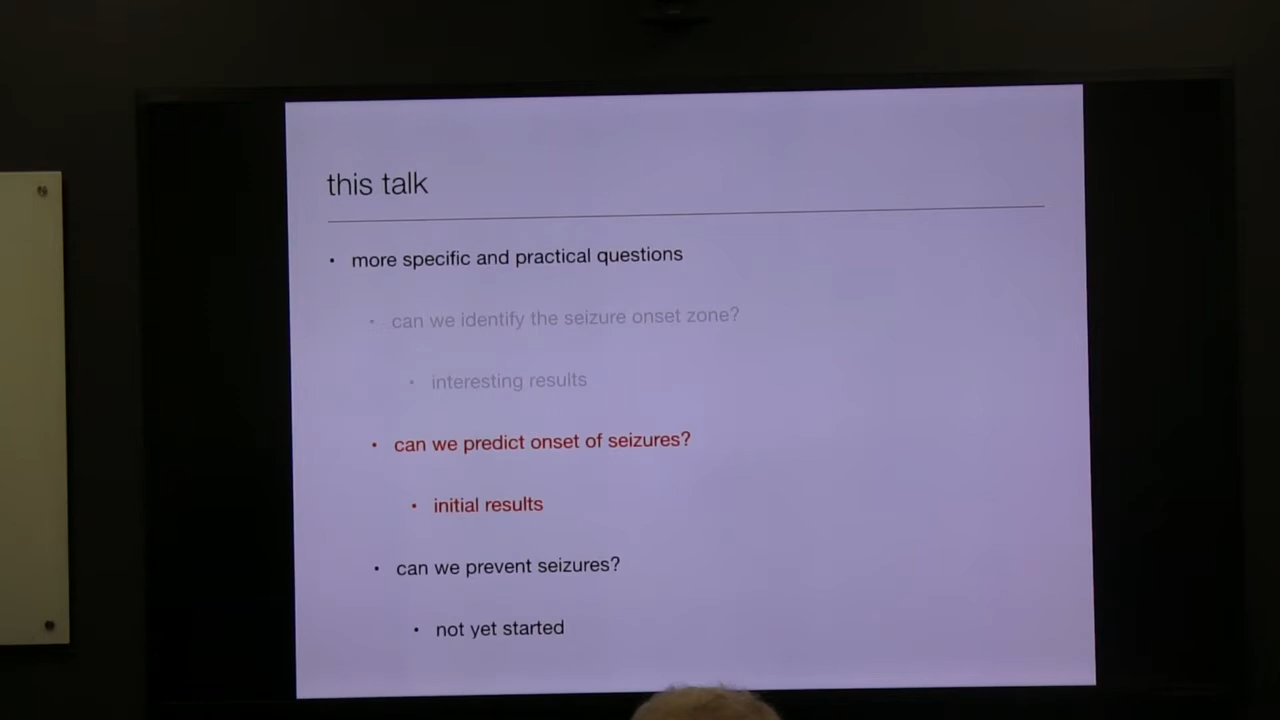 this talk
• more specific and practical questions
• can we identify the seizure onset zone?
• interesting results
• can we predict onset of seizures?
• initial results
• can we prevent seizures?
• not yet started